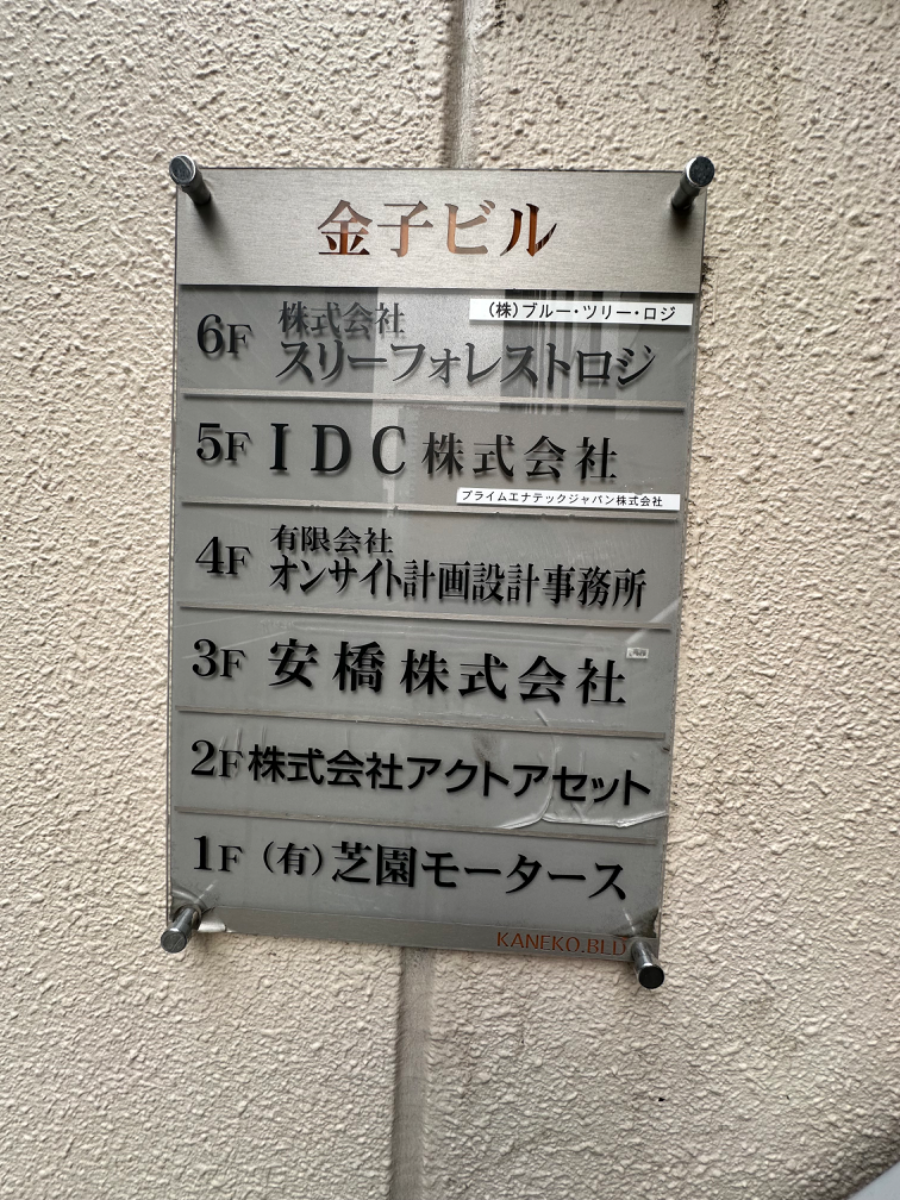 金子ビル
(株)ブルー・ツリー・ロジ
6F 株式会社
スリーフォレストロジ
5F IDC株式会社
プライムエナテックジャパン株式会社
4F 有限会社
オンサイト計画設計事務所
3F 安橋株式会社
2F 株式会社アクトアセット
1F (有)芝園モータース
KANEKO.BLD